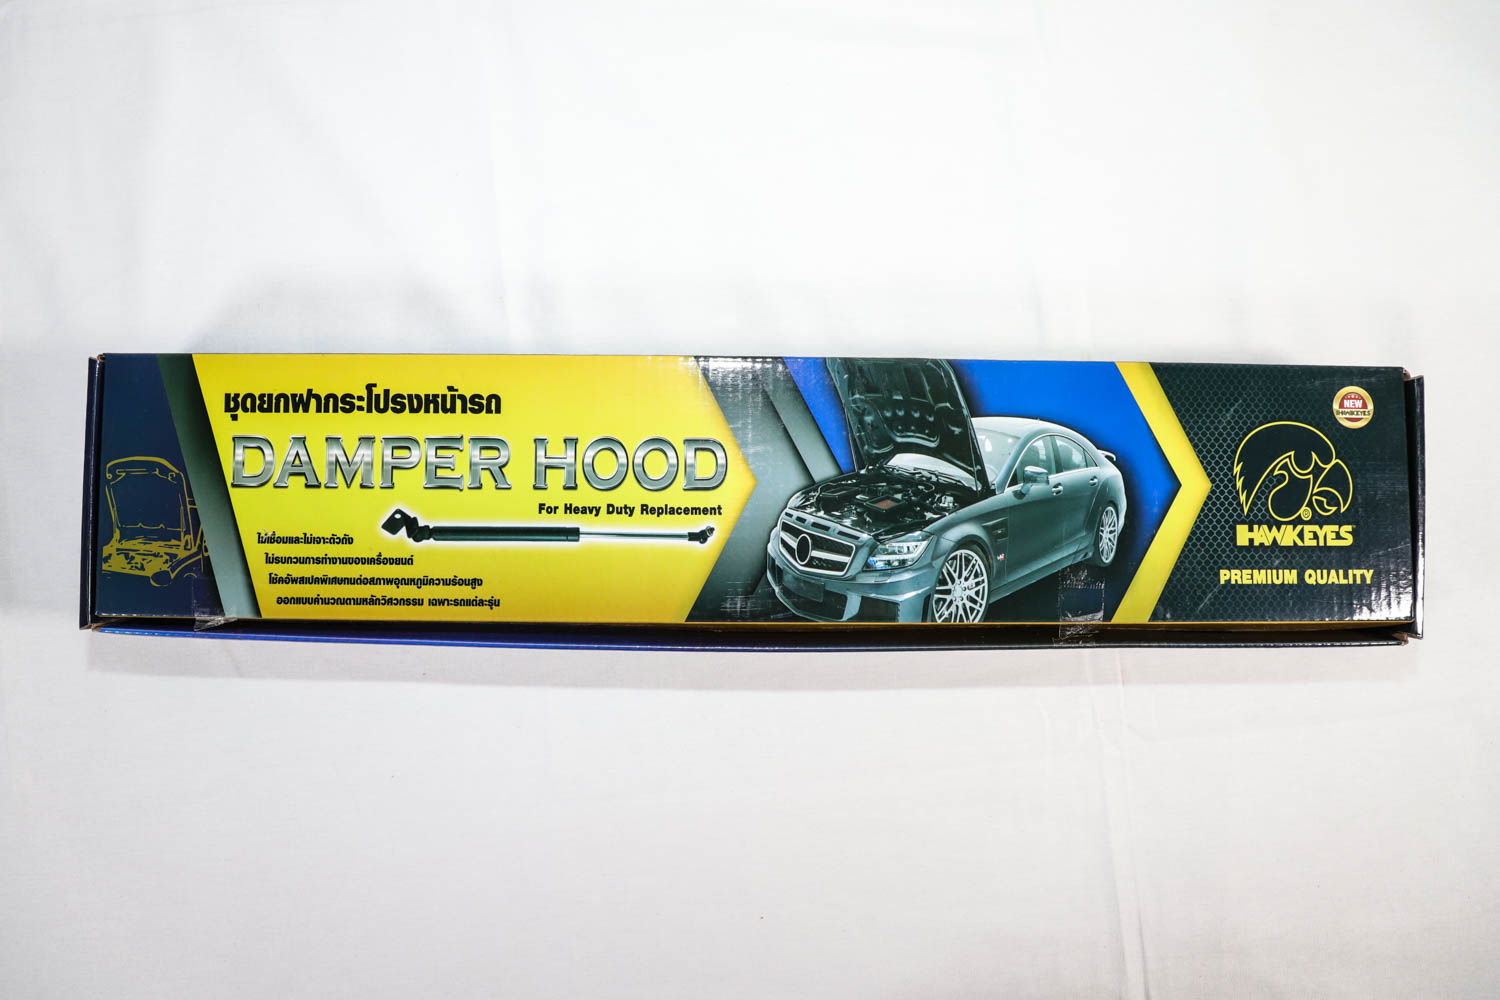 ชุดยกฝากระโปรงหน้ารถ
DAMPER HOOD
For Heavy Duty Replacement
ไม่เชื่อมและไม่เจาะตัวถัง
ไม่รบกวนการทำงานของเครื่องยนต์
โช้คอัพสเปคพิเศษทนต่อสภาพอุณหภูมิความร้อนสูง
ออกแบบคำนวณตามหลักวิศวกรรม เฉพาะรถแต่ละรุ่น
NEW
HAWKEYES
®
HAWKEYES
PREMIUM QUALITY